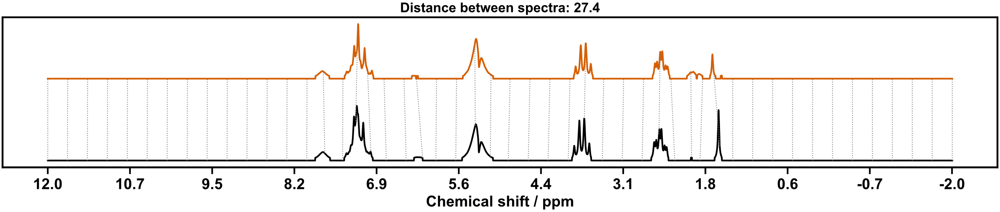 Distance between spectra: 27.4
12.0 10.7 9.5 8.2 6.9 5.6 4.4 3.1 1.8 0.6 -0.7 -2.0
Chemical shift / ppm